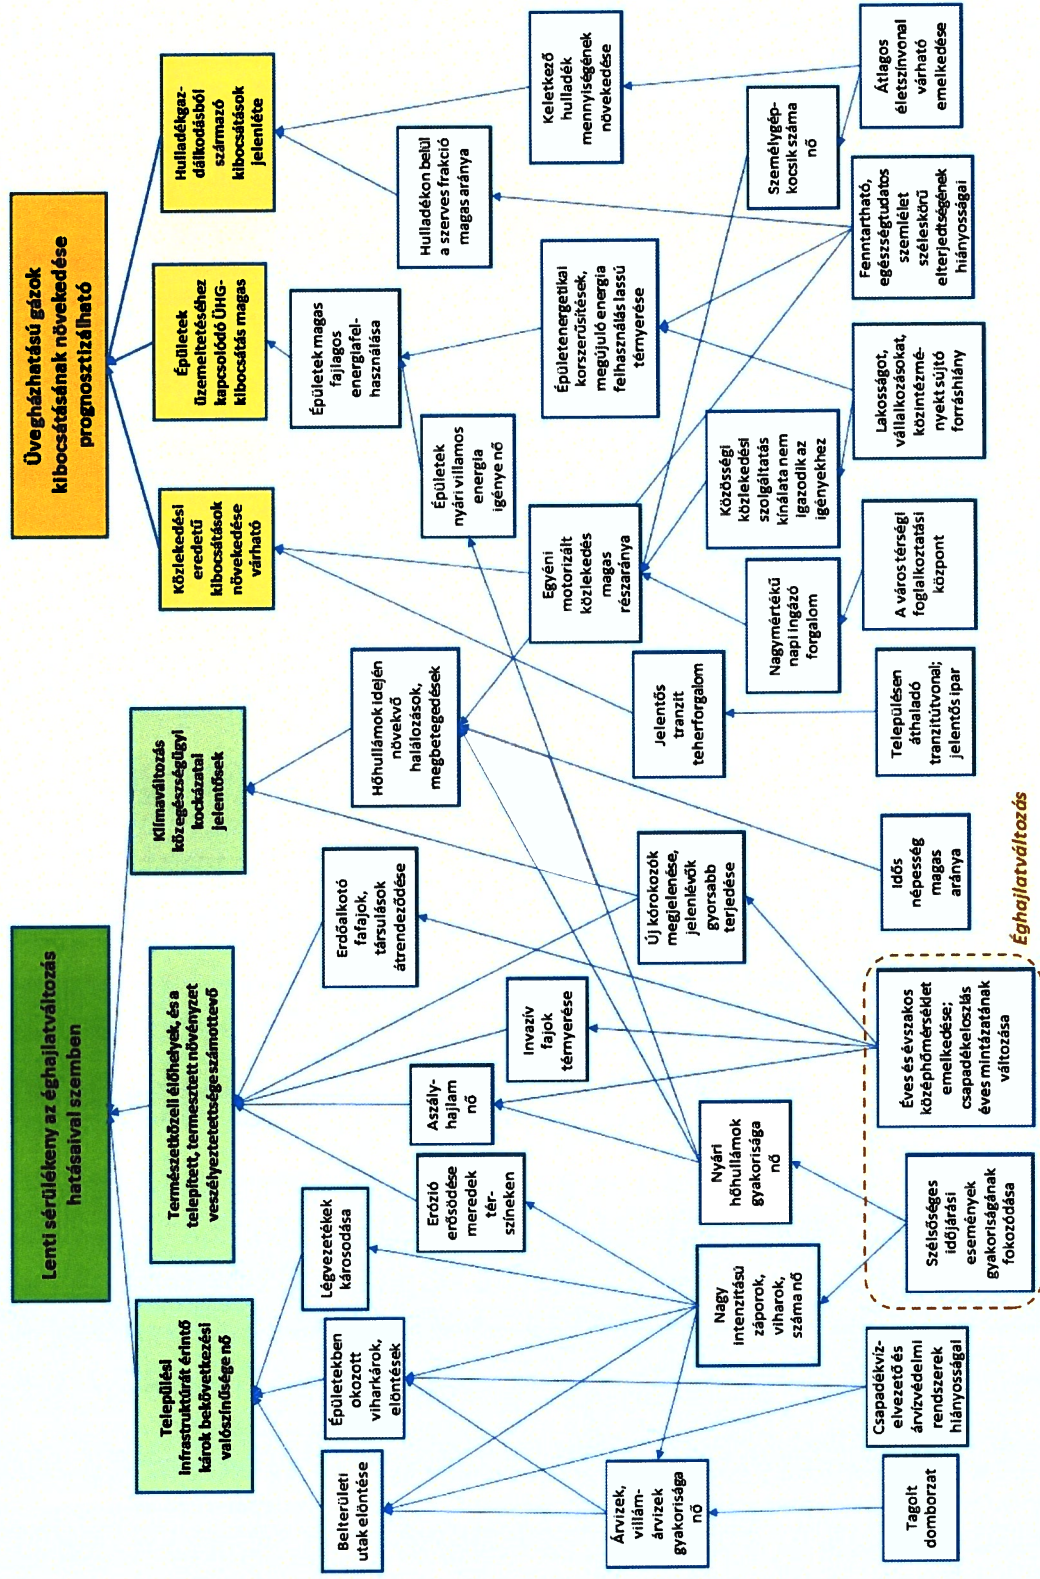 Lenti sérülékeny az éghajlatváltozás
hatásaival szemben
Üvegházhatású gázok
kibocsátásának növekedése
prognosztizálható
Települési
infrastruktúrát érintő
károk bekövetkezési
valószínűsége nő
Természetközeli élőhelyek, és a
telepített, termesztett növényzet
veszélyeztetettsége számottevő
Klímaváltozás
közegészségügyi
kockázatai
jelentősek
Közlekedési
eredetű
kibocsátások
növekedése
várható
Épületek
üzemeltetéséhez
kapcsolódó ÜHG-
kibocsátás magas
Hulladékgaz-
dálkodásból
származó
kibocsátások
jelenléte
Belterületi
utak elöntése
Épületekben
okozott
viharkárok,
elöntések
Légvezetékek
károsodása
Erózió
erősödése
meredek
tér-
színeken
Aszály-
hajlam
nő
Invazív
fajok
térnyerése
Erdőalkotó
fafajok,
társulások
átrendeződése
Hőhullámok idején
növekvő
halálozások,
megbetegedések
Épületek
nyári villamos
energia
igénye nő
Épületek magas
fajlagos
energiafel-
használása
Hulladékon belül
a szerves frakció
magas aránya
Keletkező
hulladék
mennyiségének
növekedése
Árvizek,
villám-
árvizek
gyakorisága
nő
Nagy
intenzitású
záporok,
viharok,
száma nő
Nyári
hőhullámok
gyakorisága
nő
Új kórokozók
megjelenése,
jelenlévők
gyorsabb
terjedése
Jelentős
tranzit
teherforgalom
Egyéni
motorizált
közlekedés
magas
részaránya
Épületenergetikai
korszerűsítések,
megújuló energia
felhasználás lassú
térnyerése
Nagymértékű
napi ingázó
forgalom
Közösségi
közlekedési
szolgáltatás
kínálata nem
igazodik az
igényekhez
Személygép-
kocsik száma
nő
Tagolt
domborzat
Csapadékvíz-
elvezető és
árvízvédelmi
rendszerek
hiányosságai
Szélsőséges
időjárási
események
gyakoriságának
fokozódása
Éves és évszakos
középhőmérséklet
emelkedése;
csapadékeloszlás
éves mintázatának
változása
Éghajlatváltozás
Idős
népesség
magas
aránya
Településen
áthaladó
tranzitútvonal;
jelentős ipar
A város térségi
foglalkoztatási
központ
Lakosságot,
vállalkozásokat,
közintézmé-
nyeket sújtó
forráshiány
Fenntartható,
egészségtudatos
szemlélet
széleskörű
elterjedtségének
hiányosságai
Átlagos
életszínvonal
várható
emelkedése